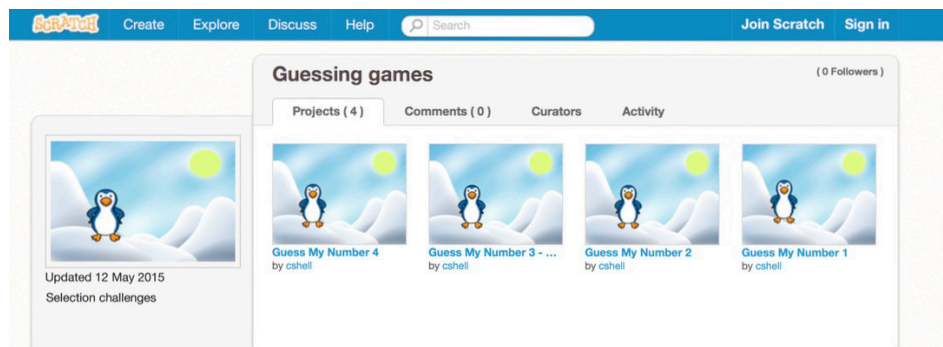 SCRATCH Create Explore Discuss Help Search Join Scratch Sign in
Guessing games ( 0 Followers )
Projects ( 4 ) Comments ( 0 ) Curators Activity
Guess My Number 4 Guess My Number 3 - ... Guess My Number 2 Guess My Number 1
by cshell by cshell by cshell by cshell
Updated 12 May 2015
Selection challenges